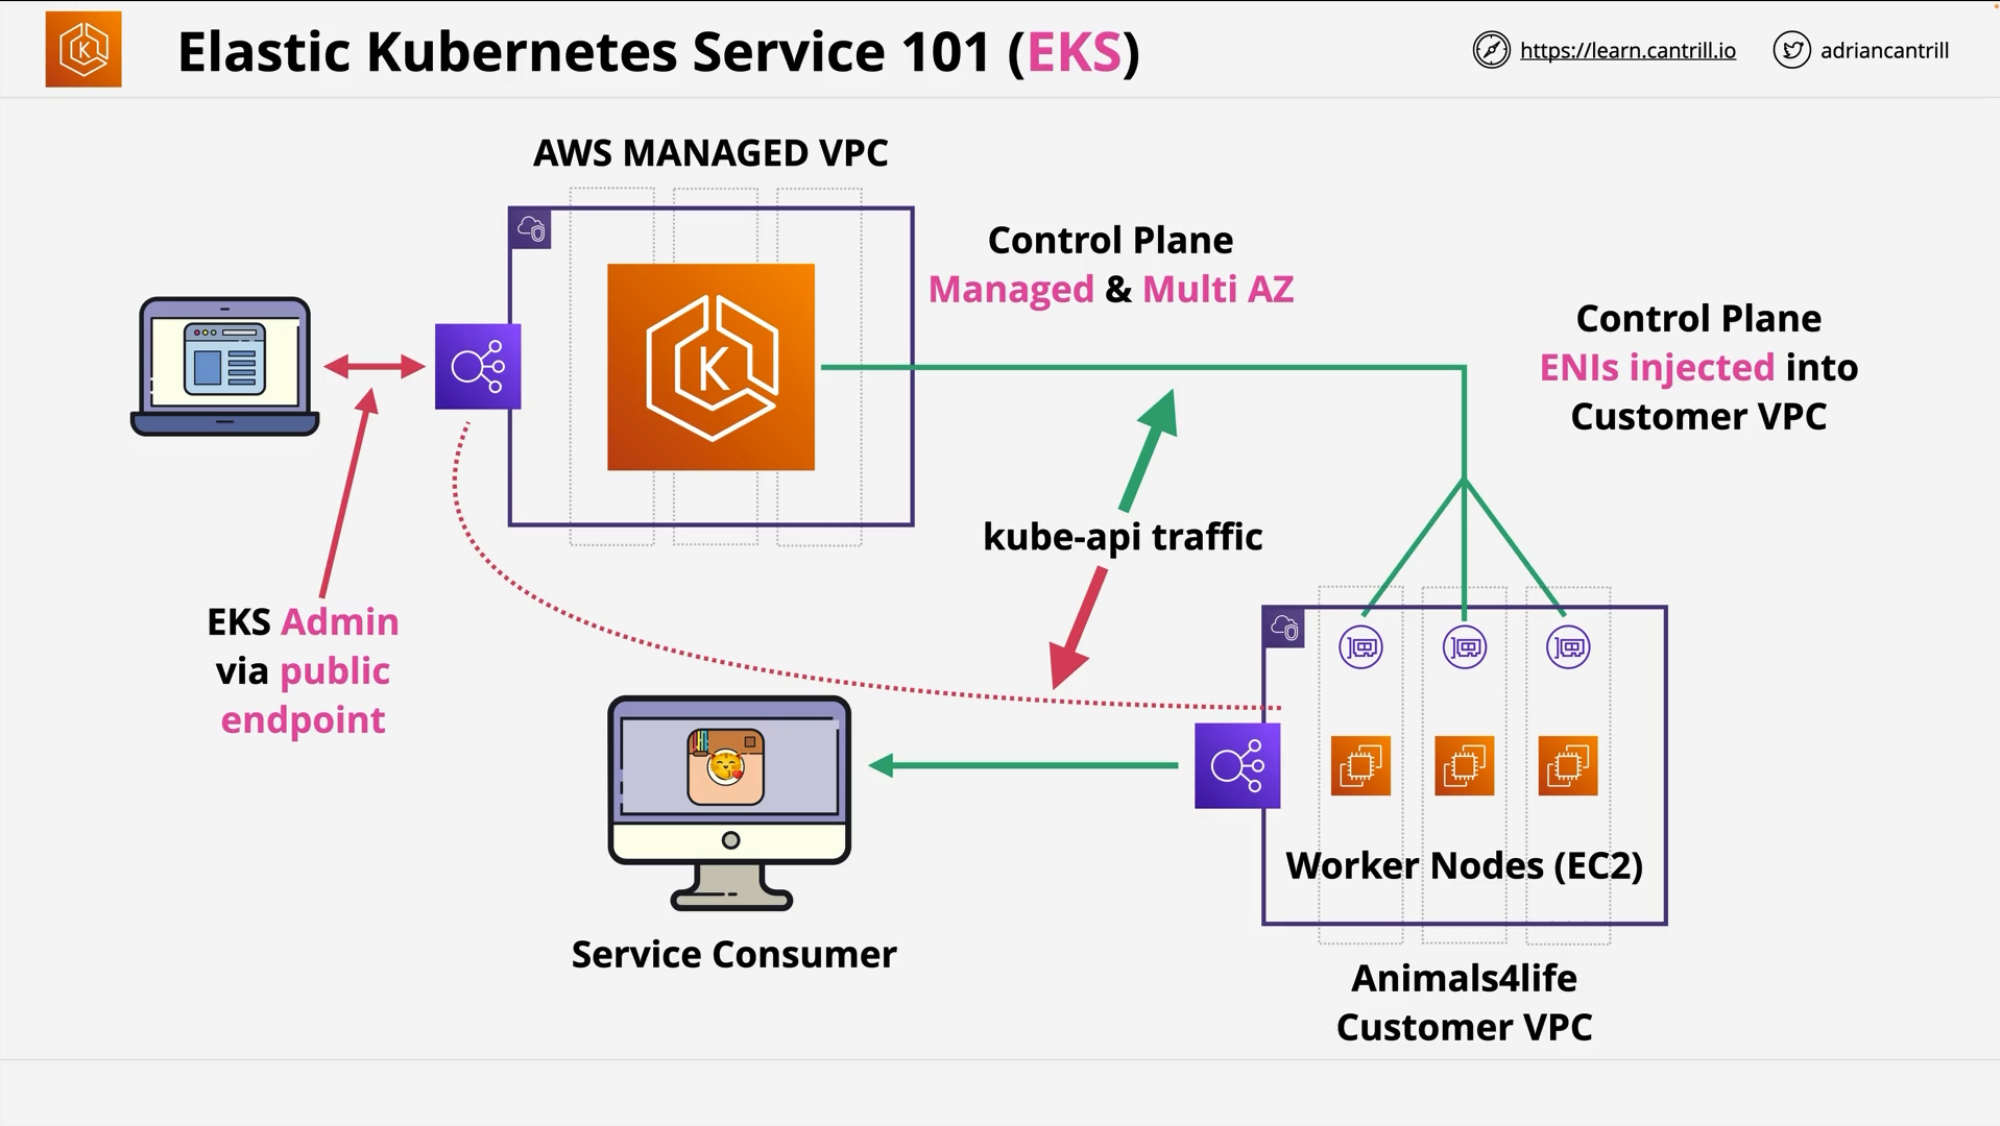 Elastic Kubernetes Service 101 (EKS)
https://learn.cantrill.io
adriancantrill
AWS MANAGED VPC
K
K
Control Plane
Managed & Multi AZ
Control Plane
ENIs injected into
Customer VPC
kube-api traffic
EKS Admin
via public
endpoint
Worker Nodes (EC2)
Service Consumer
Animals4life
Customer VPC